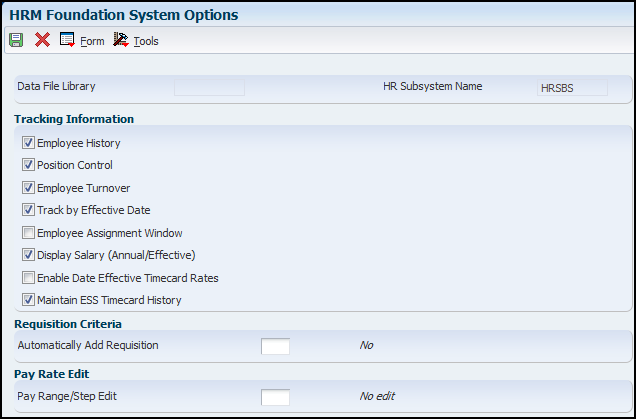 HRM Foundation System Options
Form Tools
Data File Library HR Subsystem Name HRSBS
Tracking Information
Employee History
Position Control
Employee Turnover
Track by Effective Date
Employee Assignment Window
Display Salary (Annual/Effective)
Enable Date Effective Timecard Rates
Maintain ESS Timecard History
Requisition Criteria
Automatically Add Requisition No
Pay Rate Edit
Pay Range/Step Edit No edit